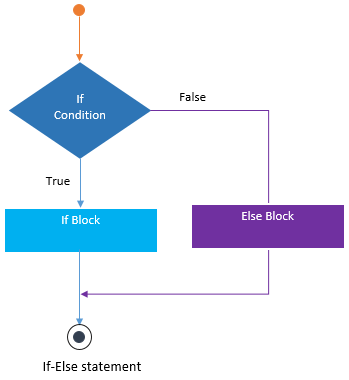 If
Condition
False
True
If Block
Else Block
If-Else statement